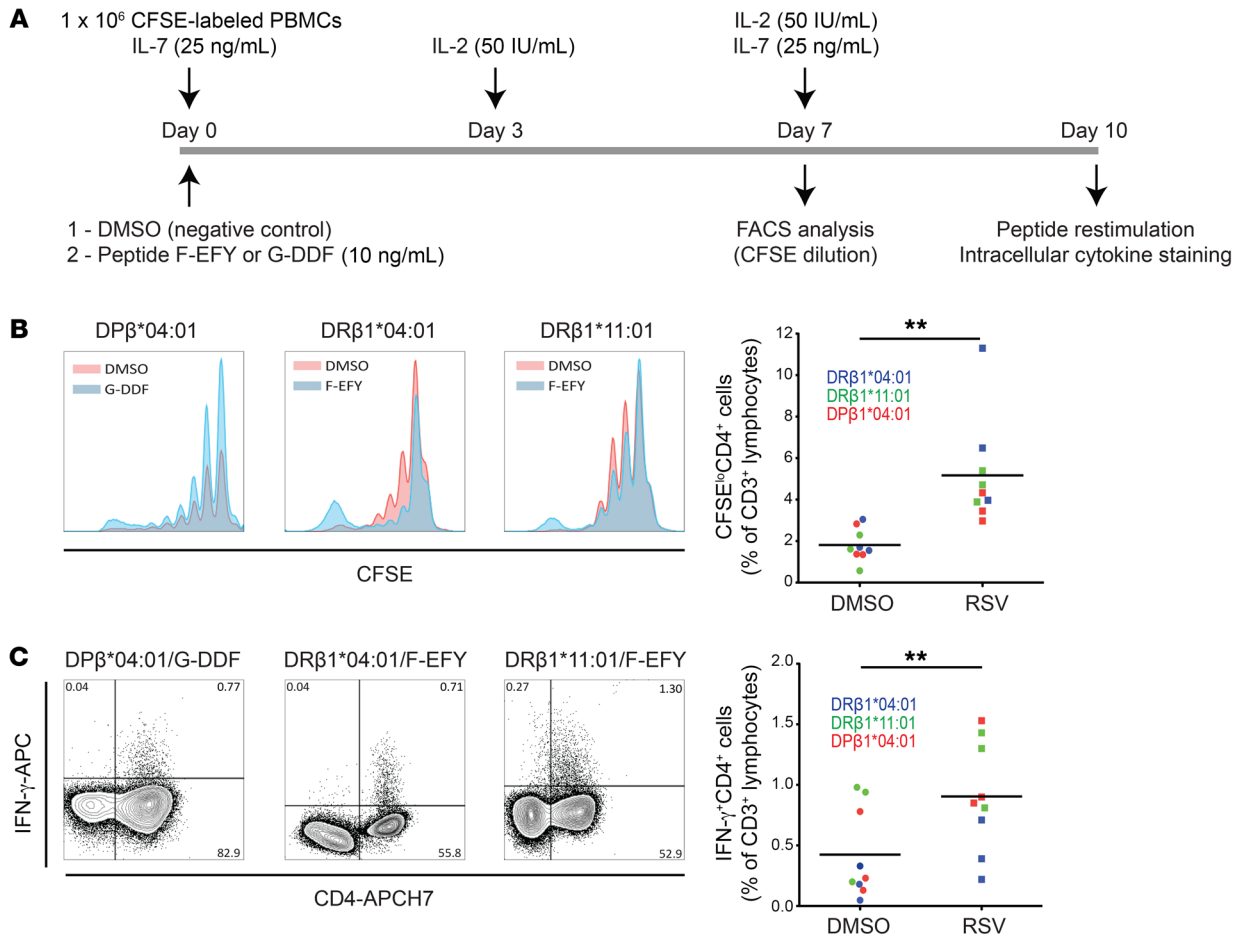 A
1 x 10⁶ CFSE-labeled PBMCs
IL-7 (25 ng/mL)
IL-2 (50 IU/mL)
IL-2 (50 IU/mL)
IL-7 (25 ng/mL)
Day 0
Day 3
Day 7
Day 10
1 - DMSO (negative control)
2 - Peptide F-EFY or G-DDF (10 ng/mL)
FACS analysis
(CFSE dilution)
Peptide restimulation
Intracellular cytokine staining
B
DPβ*04:01
DMSO
G-DDF
DRβ1*04:01
DMSO
F-EFY
DRβ1*11:01
DMSO
F-EFY
CFSE
CFSEˡᵒCD4⁺ cells
(% of CD3⁺ lymphocytes)
12
10
8
6
4
2
0
**
DRβ1*04:01
DRβ1*11:01
DPβ1*04:01
DMSO
RSV
C
DPβ*04:01/G-DDF
DRβ1*04:01/F-EFY
DRβ1*11:01/F-EFY
IFN-γ-APC
0.04
0.77
82.9
0.04
0.71
55.8
0.27
1.30
52.9
CD4-APCH7
IFN-γ⁺CD4⁺ cells
(% of CD3⁺ lymphocytes)
2.0
1.5
1.0
0.5
0.0
**
DRβ1*04:01
DRβ1*11:01
DPβ1*04:01
DMSO
RSV